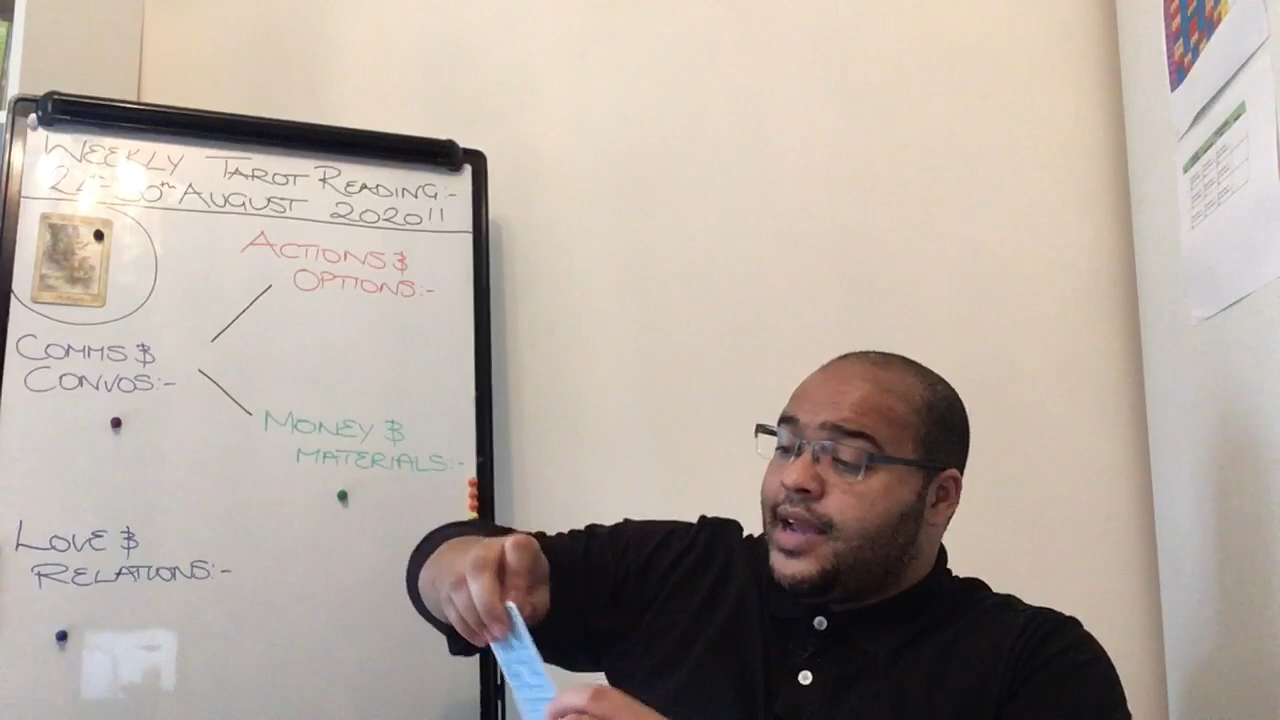 WEEKLY TAROT READING:-
24th-30th AUGUST 2020!!
ACTIONS &
OPTIONS:-
COMMS &
CONVOS:-
MONEY &
MATERIALS:-
LOVE &
RELATIONS:-